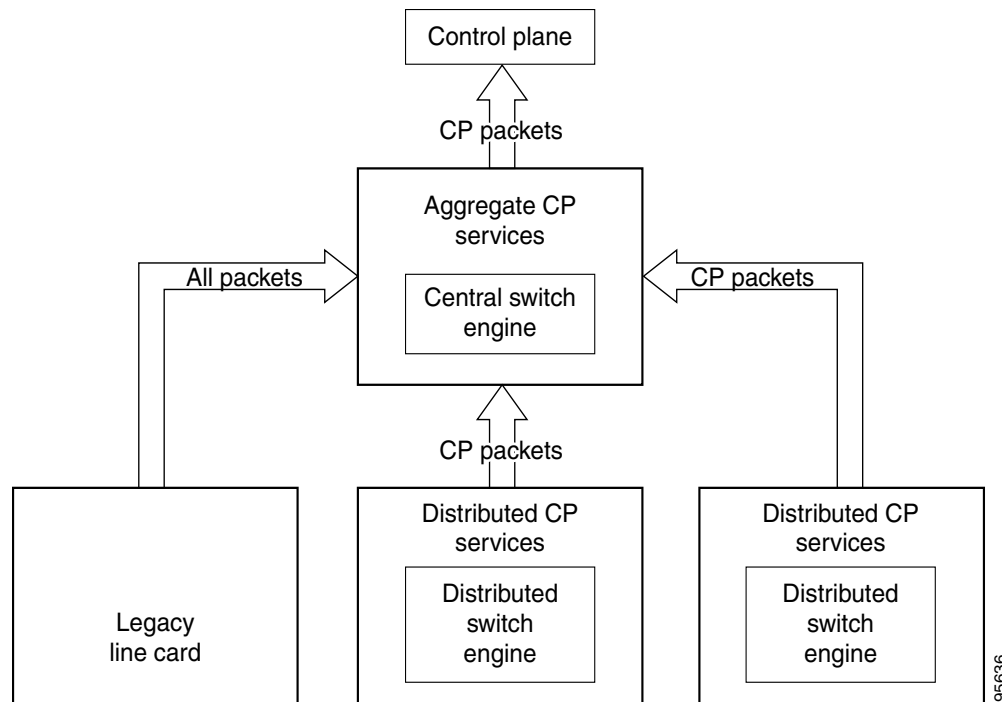 Control plane
CP packets
Aggregate CP
services
All packets
Central switch
engine
CP packets
CP packets
Legacy
line card
Distributed CP
services
Distributed
switch
engine
Distributed CP
services
Distributed
switch
engine
95636